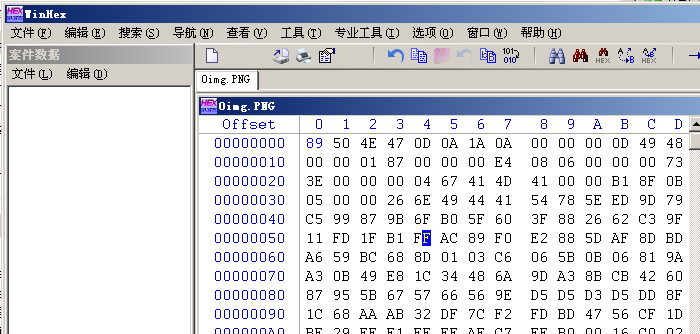 WinHex
文件(F) 编辑(E) 搜索(S) 导航(N) 查看(V) 工具(T) 专业工具(I) 选项(O) 窗口(W) 帮助(H)
案件数据
文件(L) 编辑(D)
Oimg.PNG
Oimg.PNG
Offset 0 1 2 3 4 5 6 7 8 9 A B C D
00000000 89 50 4E 47 0D 0A 1A 0A 00 00 00 0D 49 48
00000010 00 00 01 87 00 00 00 E4 08 06 00 00 00 73
00000020 3E 00 00 00 04 67 41 4D 41 00 00 B1 8F 0B
00000030 05 00 00 26 6E 49 44 41 54 78 5E ED 9D 79
00000040 C5 99 87 9B 6F B0 5F 60 3F 88 26 62 C3 9F
00000050 11 FD 1F B1 FF AC 89 F0 E2 88 5D AF 8D BD
00000060 A6 59 BC 68 8D 01 03 C6 06 5B 0B 06 81 9A
00000070 A3 0B 49 E8 1C 34 48 6A 9D A3 8B CB 42 60
00000080 87 95 5B 67 57 66 56 9E D5 D5 D3 D5 DD 8F
00000090 1C 68 AA AB 32 DF 7C F2 FD BD 47 56 CF 1D